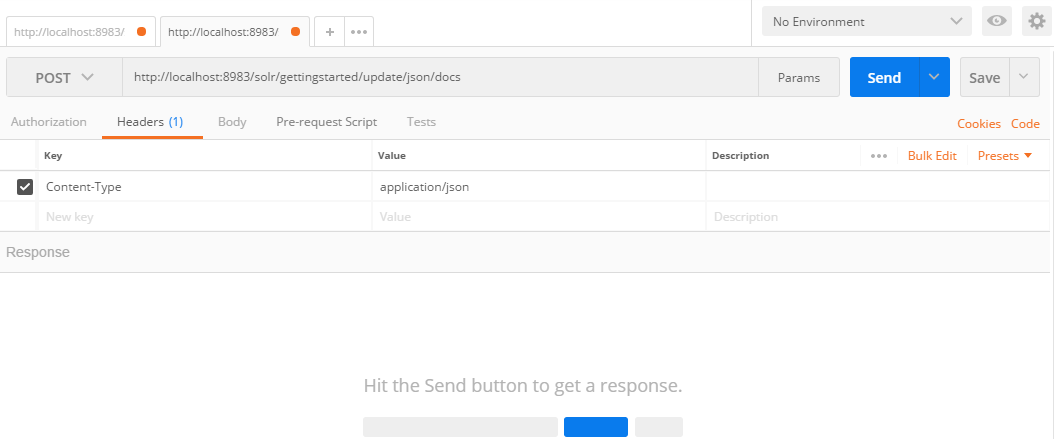 http://localhost:8983/ http://localhost:8983/ + ••• No Environment
POST http://localhost:8983/solr/gettingstarted/update/json/docs Params Send Save
Authorization Headers (1) Body Pre-request Script Tests Cookies Code
Key Value Description ••• Bulk Edit Presets
Content-Type application/json
New key Value Description
Response
Hit the Send button to get a response.